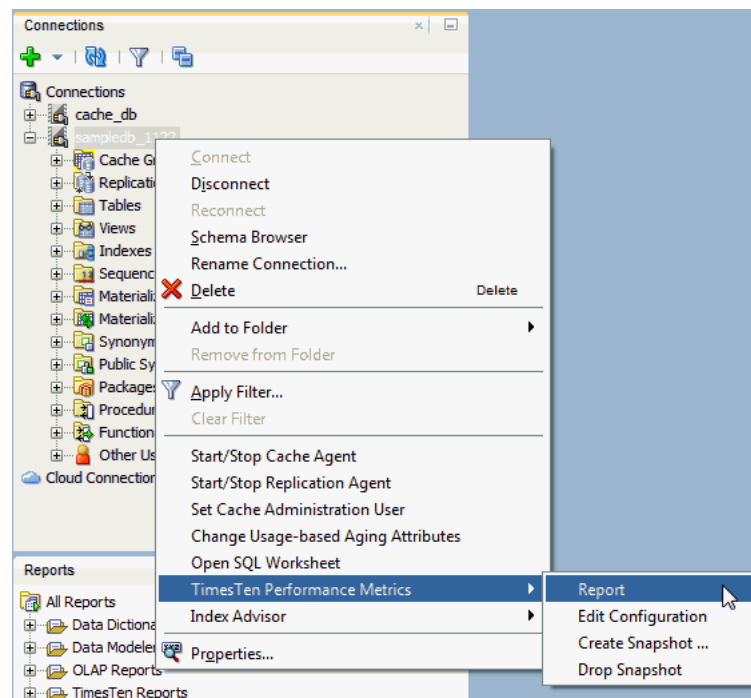 Connections
Connections
cache_db
sampledb_1122
Cache Gr
Replicati
Tables
Views
Indexes
Sequenc
Materiali
Materiali
Synonym
Public Sy
Packages
Procedur
Function
Other Us
Cloud Connection
Connect
Disconnect
Reconnect
Schema Browser
Rename Connection...
Delete Delete
Add to Folder
Remove from Folder
Apply Filter...
Clear Filter
Start/Stop Cache Agent
Start/Stop Replication Agent
Set Cache Administration User
Change Usage-based Aging Attributes
Open SQL Worksheet
TimesTen Performance Metrics
Index Advisor
Properties...
Report
Edit Configuration
Create Snapshot ...
Drop Snapshot
Reports
All Reports
Data Dictiona
Data Modeler
OLAP Reports
TimesTen Reports